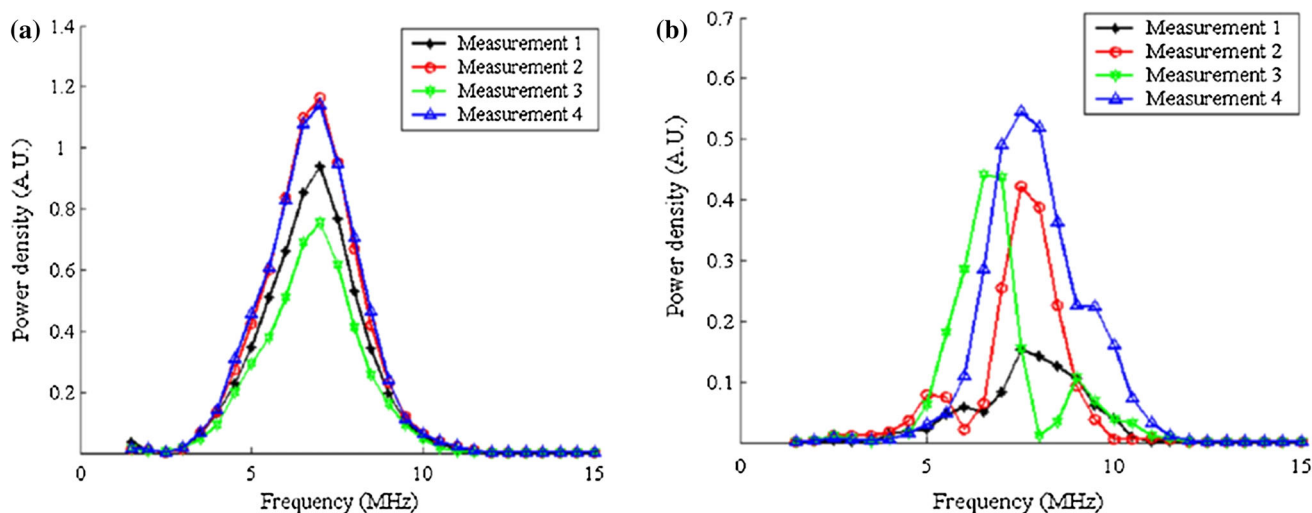 (a)
1.4
1.2
1
0.8
0.6
0.4
0.2
0
5
10
15
Power density (A.U.)
Frequency (MHz)
Measurement 1
Measurement 2
Measurement 3
Measurement 4
(b)
0.7
0.6
0.5
0.4
0.3
0.2
0.1
0
0
5
10
15
Power density (A.U.)
Frequency (MHz)
Measurement 1
Measurement 2
Measurement 3
Measurement 4